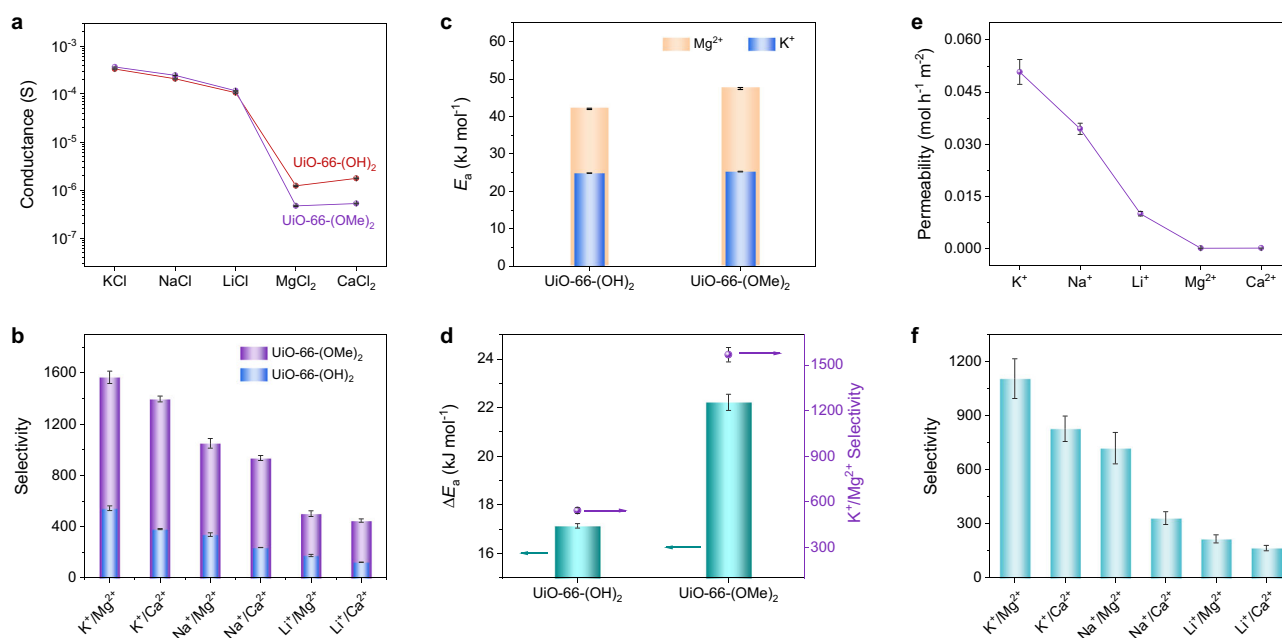 a
10⁻³
10⁻⁴
10⁻⁵
10⁻⁶
10⁻⁷
Conductance (S)
UiO-66-(OH)₂
UiO-66-(OMe)₂
KCl NaCl LiCl MgCl₂ CaCl₂
c
60
50
40
30
20
10
0
Eₐ (kJ mol⁻¹)
Mg²⁺ K⁺
UiO-66-(OH)₂ UiO-66-(OMe)₂
e
0.060
0.045
0.030
0.015
0.000
Permeability (mol h⁻¹ m⁻²)
K⁺ Na⁺ Li⁺ Mg²⁺ Ca²⁺
b
1600
1200
800
400
0
Selectivity
UiO-66-(OMe)₂
UiO-66-(OH)₂
K⁺/Mg²⁺ K⁺/Ca²⁺ Na⁺/Mg²⁺ Na⁺/Ca²⁺ Li⁺/Mg²⁺ Li⁺/Ca²⁺
d
24
22
20
18
16
ΔEₐ (kJ mol⁻¹)
1500
1200
900
600
300
K⁺/Mg²⁺ Selectivity
UiO-66-(OH)₂ UiO-66-(OMe)₂
f
1200
900
600
300
0
Selectivity
K⁺/Mg²⁺ K⁺/Ca²⁺ Na⁺/Mg²⁺ Na⁺/Ca²⁺ Li⁺/Mg²⁺ Li⁺/Ca²⁺